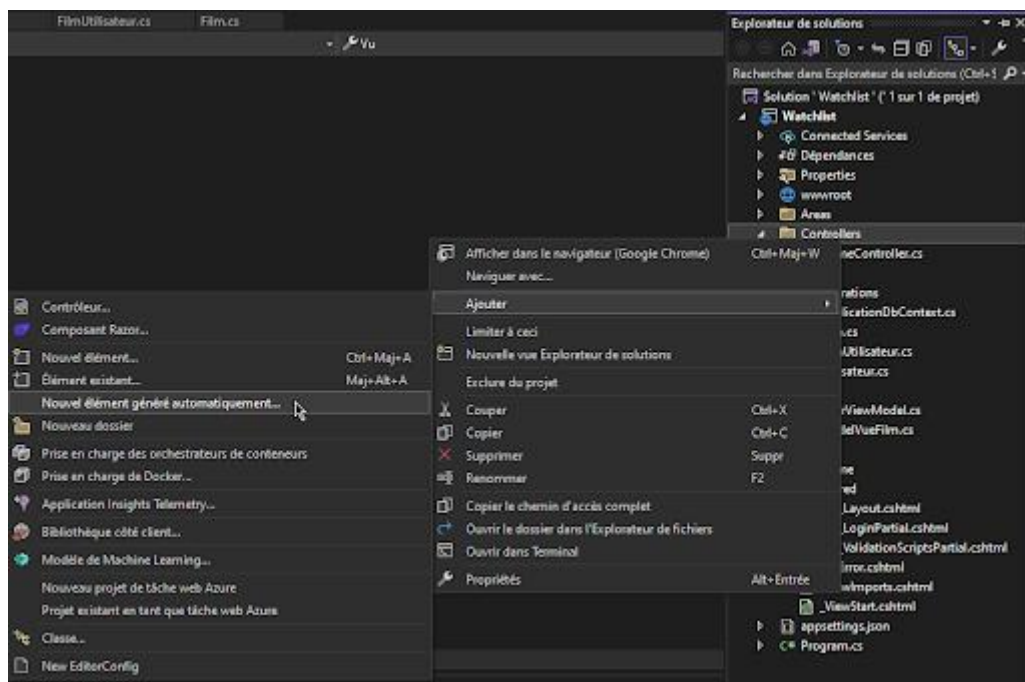 FilmUtilisateur.cs
Film.cs
Vu
Explorateur de solutions
Rechercher dans Explorateur de solutions (Ctrl+$
Solution 'Watchlist' (' 1 sur 1 de projet)
Watchlist
Connected Services
Dépendances
Properties
wwwroot
Areas
Controllers
neController.cs
rations
licationDbContext.cs
.cs
Utilisateur.cs
sateur.cs
rViewModel.cs
delVueFilm.cs
me
red
Layout.cshtml
LoginPartial.cshtml
ValidationScriptsPartial.cshtml
rror.cshtml
wImports.cshtml
_ViewStart.cshtml
appsettings.json
C# Program.cs
Afficher dans le navigateur (Google Chrome) Ctrl+Maj+W
Naviguer avec...
Ajouter
Limiter à ceci
Nouvelle vue Explorateur de solutions
Exclure du projet
Couper Ctrl+X
Copier Ctrl+C
Supprimer Suppr
Renommer F2
Copier le chemin d'accès complet
Ouvrir le dossier dans l'Explorateur de fichiers
Ouvrir dans Terminal
Propriétés Alt+Entrée
Contrôleur...
Composant Razor...
Nouvel élément... Ctrl+Maj+A
Élément existant... Maj+Alt+A
Nouvel élément généré automatiquement...
Nouveau dossier
Prise en charge des orchestrateurs de conteneurs
Prise en charge de Docker...
Application Insights Telemetry...
Bibliothèque côté client...
Modèle de Machine Learning...
Nouveau projet de tâche web Azure
Projet existant en tant que tâche web Azure
Classe...
New EditorConfig